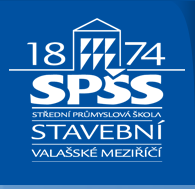 18 74
SPŠS
STŘEDNÍ PRŮMYSLOVÁ ŠKOLA
STAVEBNÍ
VALAŠSKÉ MEZIŘÍČÍ